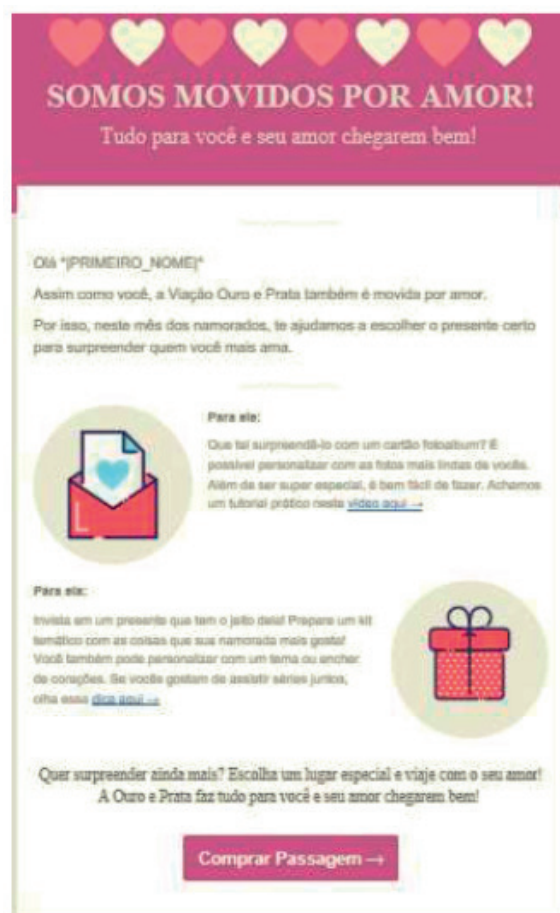 SOMOS MOVIDOS POR AMOR!
Tudo para você e seu amor chegarem bem!
Olá *|PRIMEIRO_NOME|*
Assim como você, a Viação Ouro e Prata também é movida por amor.
Por isso, neste mês dos namorados, te ajudamos a escolher o presente certo
para surpreender quem você mais ama.
Para ele:
Que tal surpreendê-lo com um cartão fotoalbum? É
possível personalizar com as fotos mais lindas de vocês.
Além de ser super especial, é bem fácil de fazer. Achamos
um tutorial prático neste vídeo aqui →
Para ela:
Invista em um presente que tem o jeito dela! Prepare um kit
temático com as coisas que sua namorada mais gosta!
Você também pode personalizar com um tema ou encher
de corações. Se vocês gostam de assistir séries juntos,
olha essa dica aqui →
Quer surpreender ainda mais? Escolha um lugar especial e viaje com o seu amor!
A Ouro e Prata faz tudo para você e seu amor chegarem bem!
Comprar Passagem →